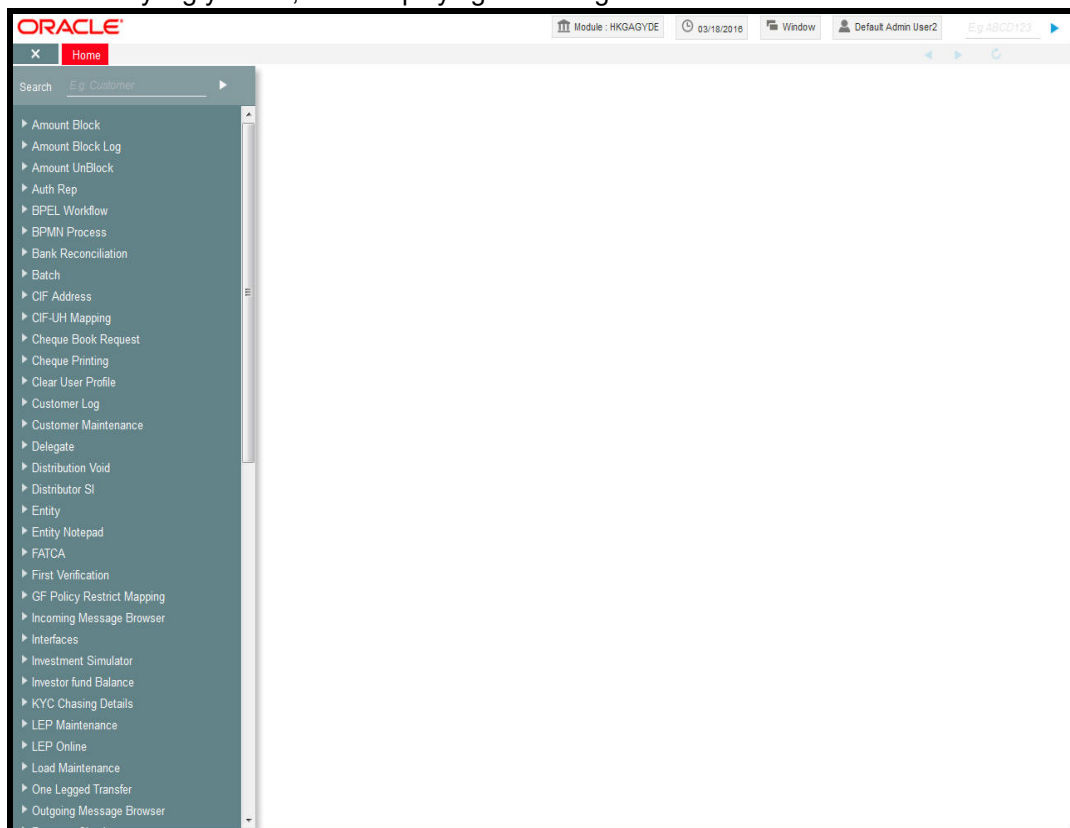 ORACLE
Module : HKGAGYDE
03/18/2016
Window
Default Admin User2
E.g ABCD123
Home
Search E.g. Customer
Amount Block
Amount Block Log
Amount UnBlock
Auth Rep
BPEL Workflow
BPMN Process
Bank Reconciliation
Batch
CIF Address
CIF-UH Mapping
Cheque Book Request
Cheque Printing
Clear User Profile
Customer Log
Customer Maintenance
Delegate
Distribution Void
Distributor SI
Entity
Entity Notepad
FATCA
First Verification
GF Policy Restrict Mapping
Incoming Message Browser
Interfaces
Investment Simulator
Investor fund Balance
KYC Chasing Details
LEP Maintenance
LEP Online
Load Maintenance
One Legged Transfer
Outgoing Message Browser